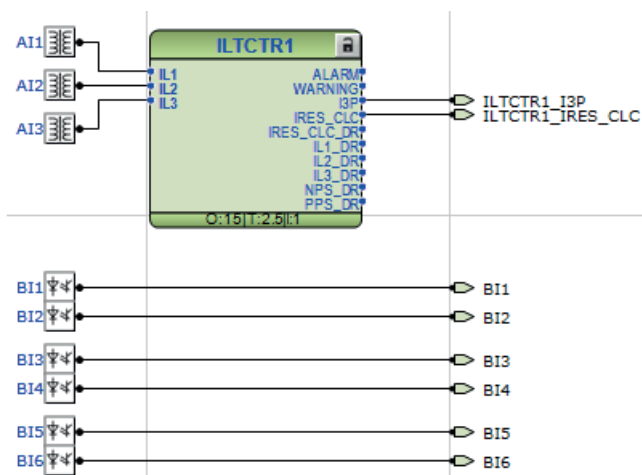 ILTCTR1
AI1
IL1
ALARM
AI2
IL2
WARNING
IL3
I3P
ILTCTR1_I3P
IRES_CLC
ILTCTR1_IRES_CLC
AI3
IRES_CLC_DR
IL1_DR
IL2_DR
IL3_DR
NPS_DR
PPS_DR
O:15|T:2.5|I:1
BI1 BI1
BI2 BI2
BI3 BI3
BI4 BI4
BI5 BI5
BI6 BI6